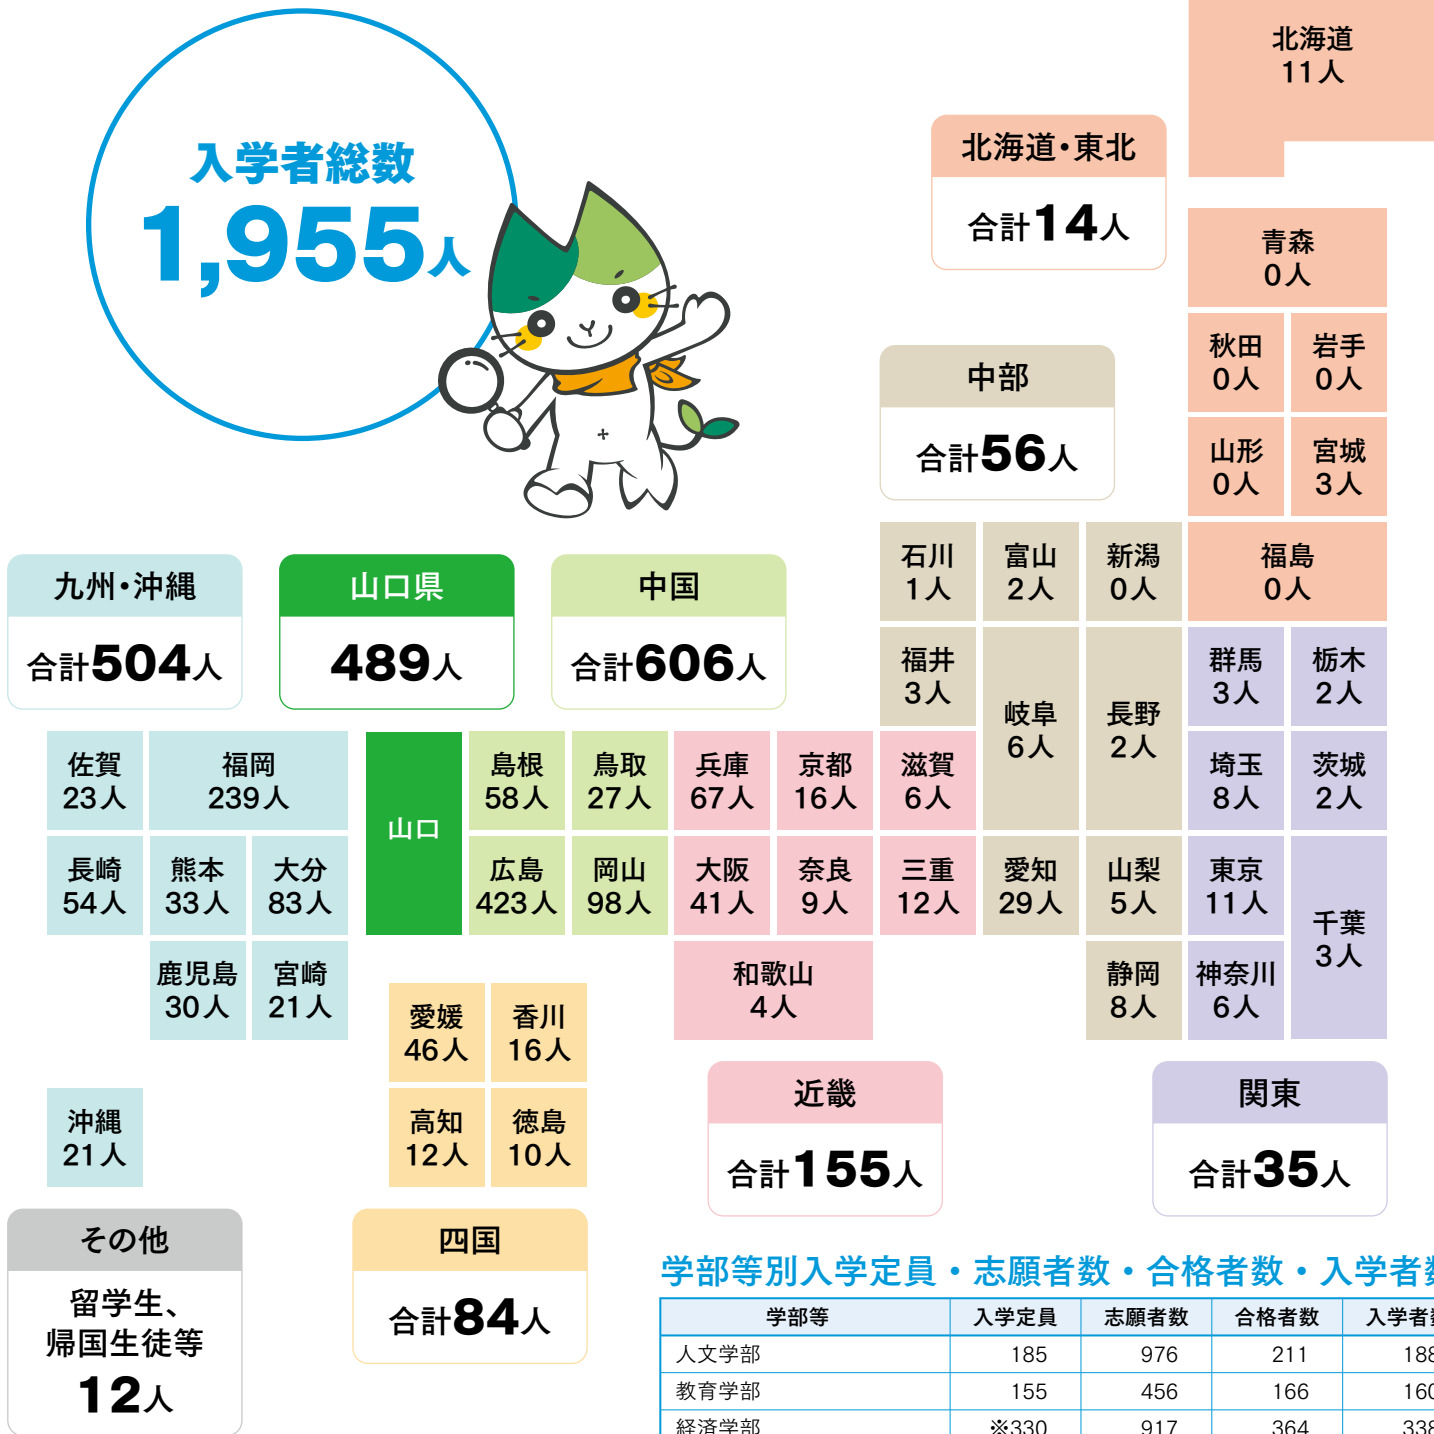 入学者総数
1,955人
北海道
11人
北海道・東北
合計14人
青森
0人
秋田
0人
岩手
0人
山形
0人
宮城
3人
福島
0人
中部
合計56人
石川
1人
富山
2人
新潟
0人
福井
3人
岐阜
6人
長野
2人
愛知
29人
山梨
5人
静岡
8人
群馬
3人
栃木
2人
埼玉
8人
茨城
2人
東京
11人
千葉
3人
神奈川
6人
関東
合計35人
九州・沖縄
合計504人
山口県
489人
中国
合計606人
佐賀
23人
福岡
239人
長崎
54人
熊本
33人
大分
83人
鹿児島
30人
宮崎
21人
沖縄
21人
山口
島根
58人
鳥取
27人
広島
423人
岡山
98人
兵庫
67人
京都
16人
滋賀
6人
大阪
41人
奈良
9人
三重
12人
和歌山
4人
近畿
合計155人
愛媛
46人
香川
16人
高知
12人
徳島
10人
四国
合計84人
その他
留学生、
帰国生徒等
12人
学部等別入学定員・志願者数・合格者数・入学者数
学部等 入学定員 志願者数 合格者数 入学者数
人文学部 185 976 211 188
教育学部 155 456 166 160
経済学部 ※330 917 364 338